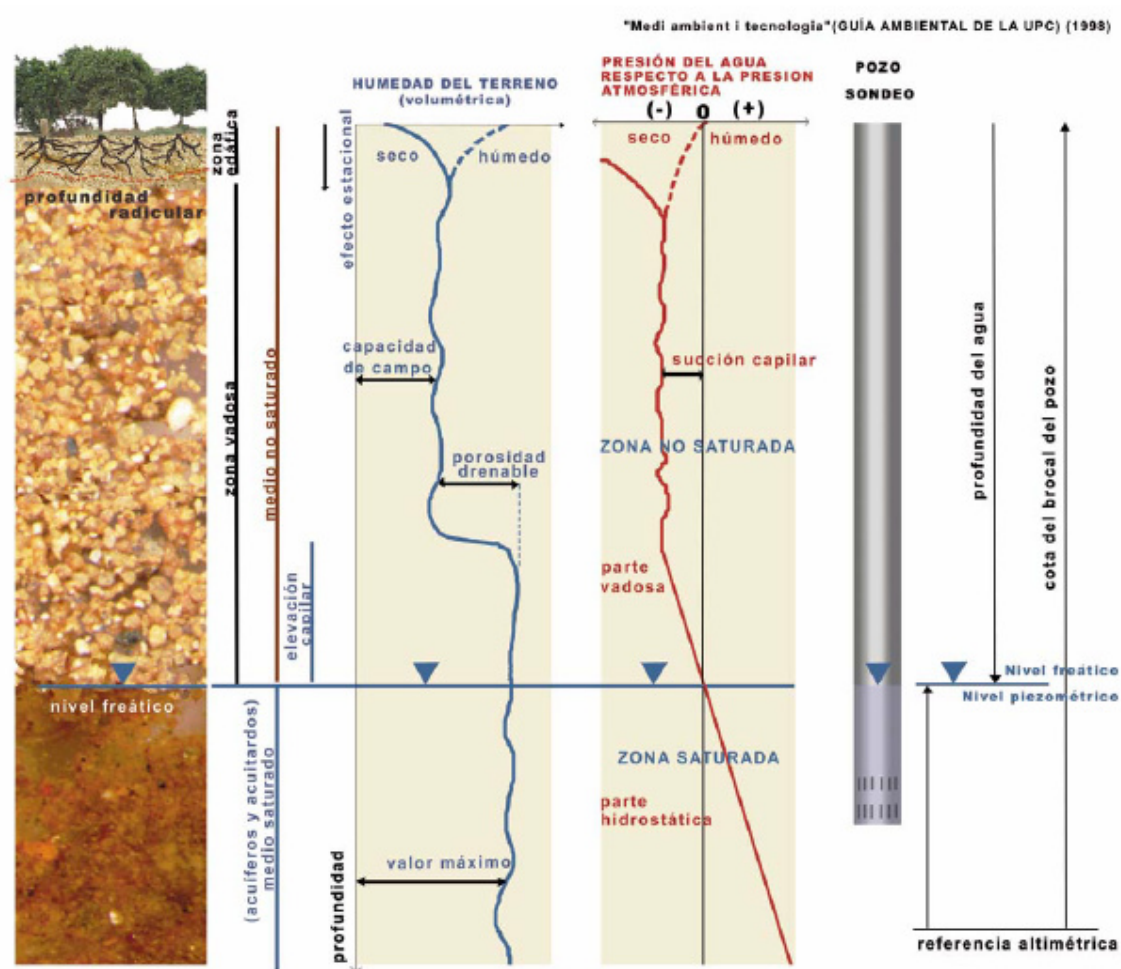 "Medi ambient i tecnologia"(GUÍA AMBIENTAL DE LA UPC) (1998)
HUMEDAD DEL TERRENO
(volumétrica)
PRESIÓN DEL AGUA
RESPECTO A LA PRESION
ATMOSFÉRICA
(-) 0 (+)
POZO
SONDEO
zona
edáfica
profundidad
radicular
seco
húmedo
seco
húmedo
efecto estacional
capacidad
de campo
succión capilar
porosidad
drenable
ZONA NO SATURADA
zona vadosa
medio no saturado
elevación
capilar
parte
vadosa
profundidad del agua
cota del brocal del pozo
nivel freático
Nivel freático
Nivel piezométrico
ZONA SATURADA
parte
hidrostática
(acuíferos y acuitardos)
medio saturado
valor máximo
profundidad
referencia altimétrica